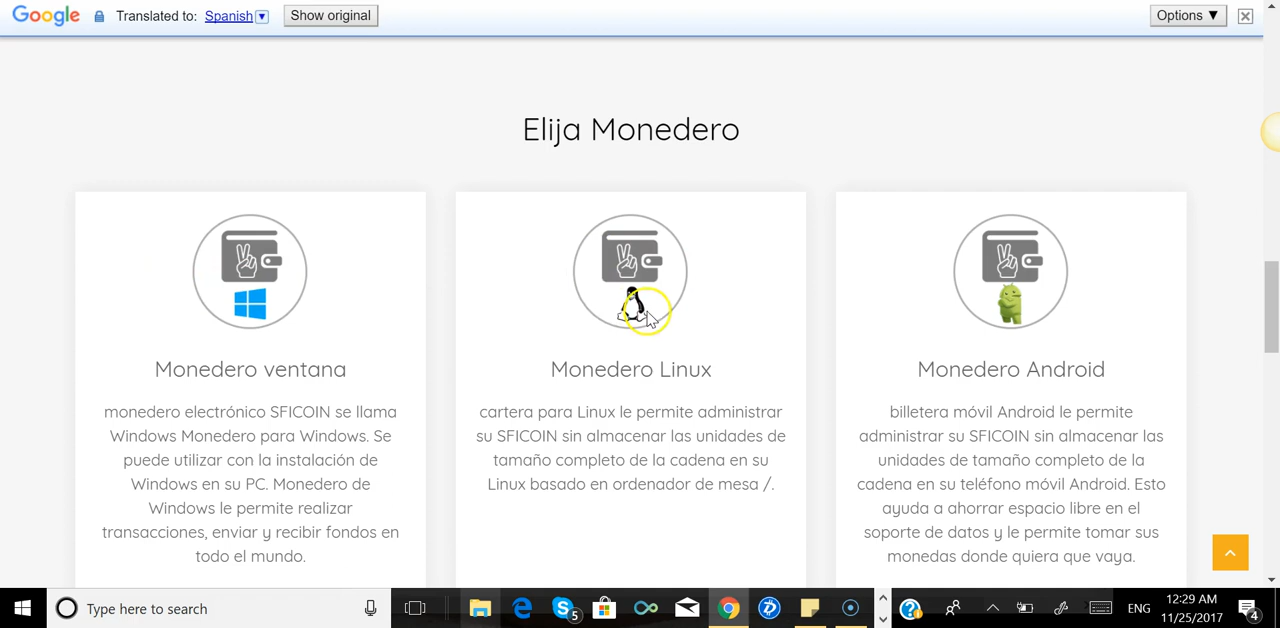 Google Translated to: Spanish Show original Options
Elija Monedero
Monedero ventana
monedero electrónico SFICOIN se llama
Windows Monedero para Windows. Se
puede utilizar con la instalación de
Windows en su PC. Monedero de
Windows le permite realizar
transacciones, enviar y recibir fondos en
todo el mundo.
Monedero Linux
cartera para Linux le permite administrar
su SFICOIN sin almacenar las unidades de
tamaño completo de la cadena en su
Linux basado en ordenador de mesa /.
Monedero Android
billetera móvil Android le permite
administrar su SFICOIN sin almacenar las
unidades de tamaño completo de la
cadena en su teléfono móvil Android. Esto
ayuda a ahorrar espacio libre en el
soporte de datos y le permite tomar sus
monedas donde quiera que vaya.
Type here to search
5
ENG
12:29 AM
11/25/2017
4